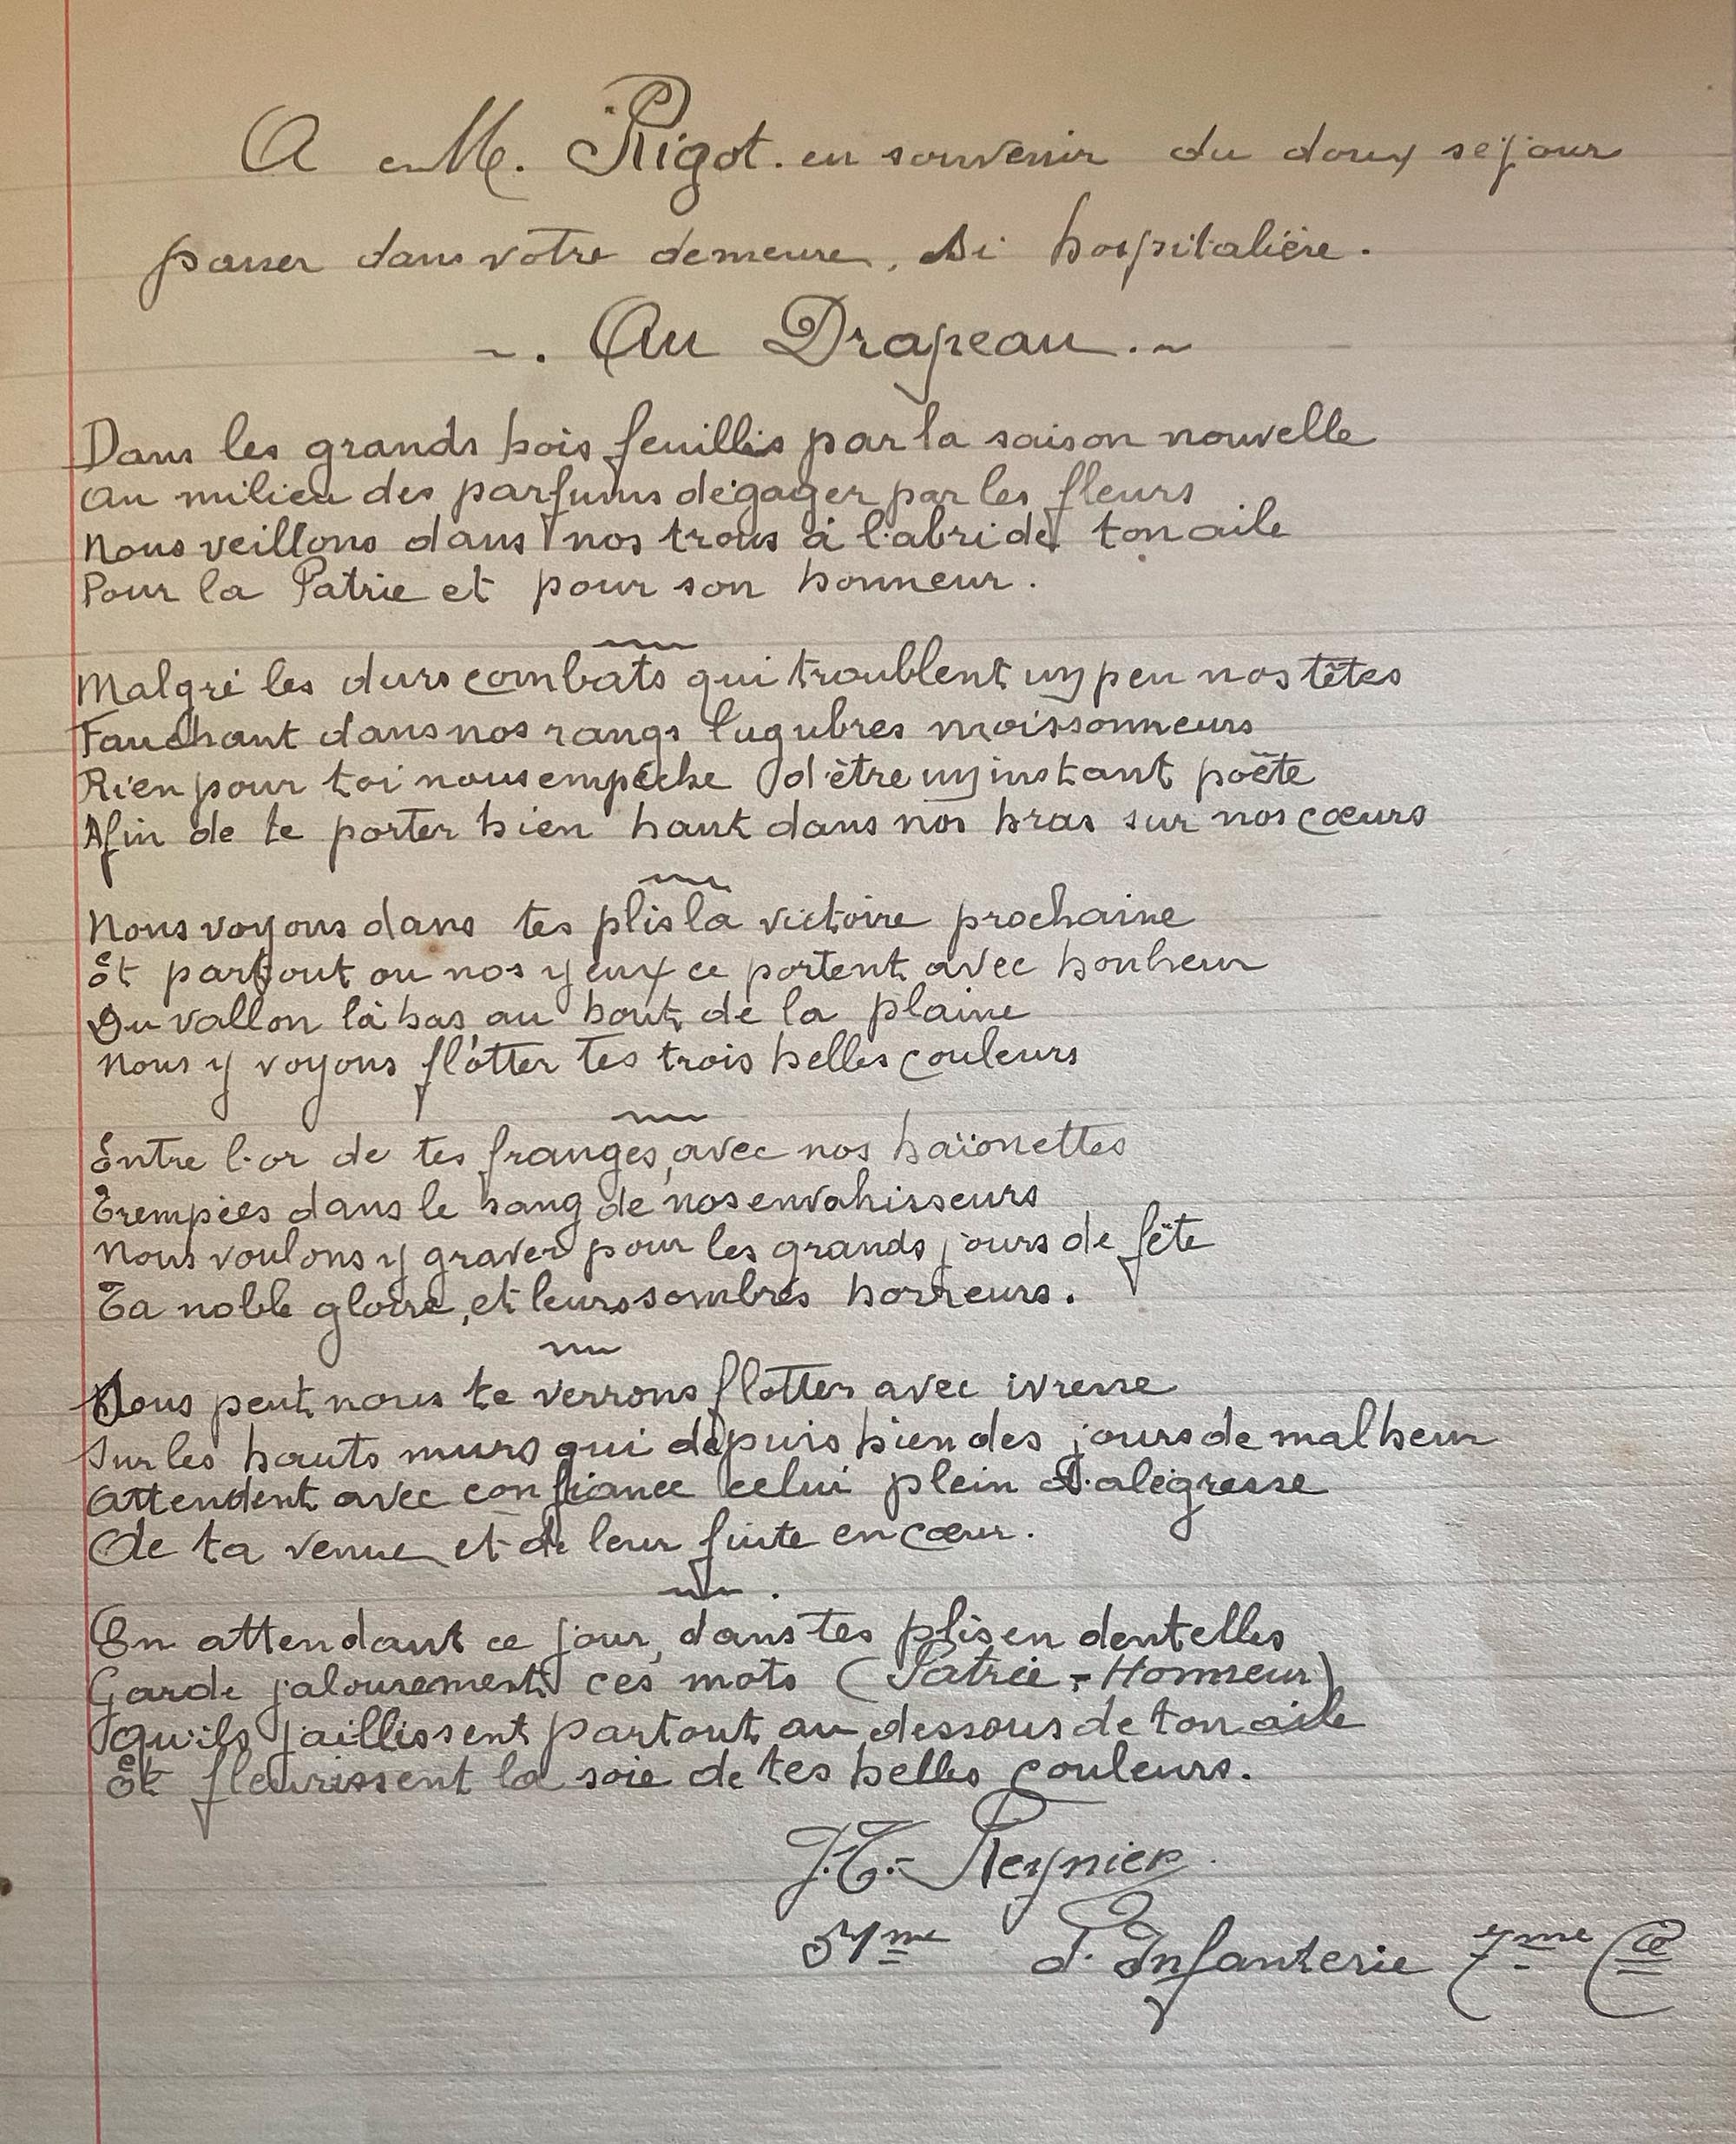 A M. Rigot. en souvenir du doux séjour
passer dans votre demeure, si hospitalière.
~. Au Drapeau.~
Dans les grands bois feuillis par la saison nouvelle
au milieu des parfums dégager par les fleurs
Nous veillons dans nos trous à l'abri de ton aile
Pour la Patrie et pour son honneur.
Malgré les durs combats qui troublent un peu nos têtes
Fauchant dans nos rangs lugubres moissonneurs
Rien pour toi nous empêche d'être un instant poëte
Afin de te porter bien haut dans nos bras sur nos cœurs
Nous voyons dans tes plis la victoire prochaine
Et partout ou nos yeux ce portent avec bonheur
Du vallon là bas au bout de la plaine
Nous y voyons flotter tes trois belles couleurs
Entre l'or de tes franges, avec nos baïonettes
Trempées dans le sang de nos envahisseurs
Nous voulons y graver pour les grands jours de fête
Ta noble gloire, et leurs sombres horreurs.
Sous peut nous te verrons flotter avec ivresse
Sur les hauts murs qui depuis bien des jours de malheur
Attendent avec confiance celui plein d'alégresse
De ta venue et de leur fuite en cœur.
En attendant ce jour, dans tes plis en dentelles
Garde jalousement ces mots (Patrie - Honneur)
Qu'ils jaillissent partout au dessous de ton aile
Et fleurissent la soie de tes belles couleurs.
Reynier
d'Infanterie 7me Cie